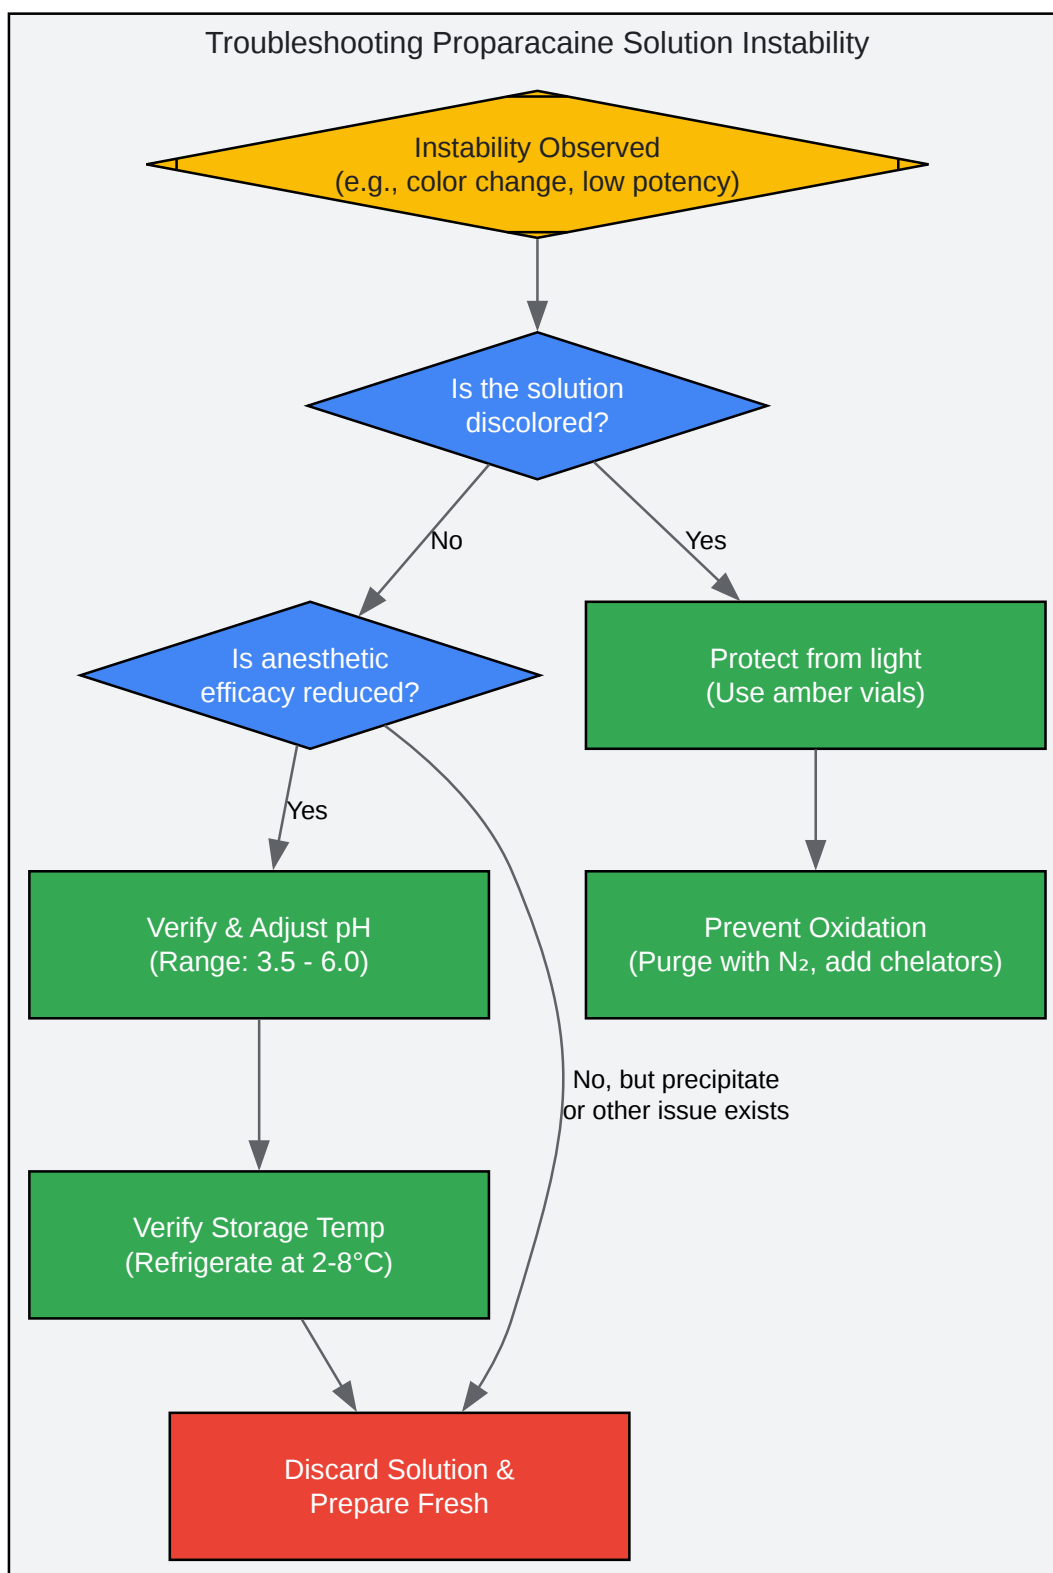 Troubleshooting Proparacaine Solution Instability
Instability Observed
(e.g., color change, low potency)
Is the solution
discolored?
No
Yes
Is anesthetic
efficacy reduced?
Protect from light
(Use amber vials)
Yes
Verify & Adjust pH
(Range: 3.5 - 6.0)
Prevent Oxidation
(Purge with N₂, add chelators)
No, but precipitate
or other issue exists
Verify Storage Temp
(Refrigerate at 2-8°C)
Discard Solution &
Prepare Fresh